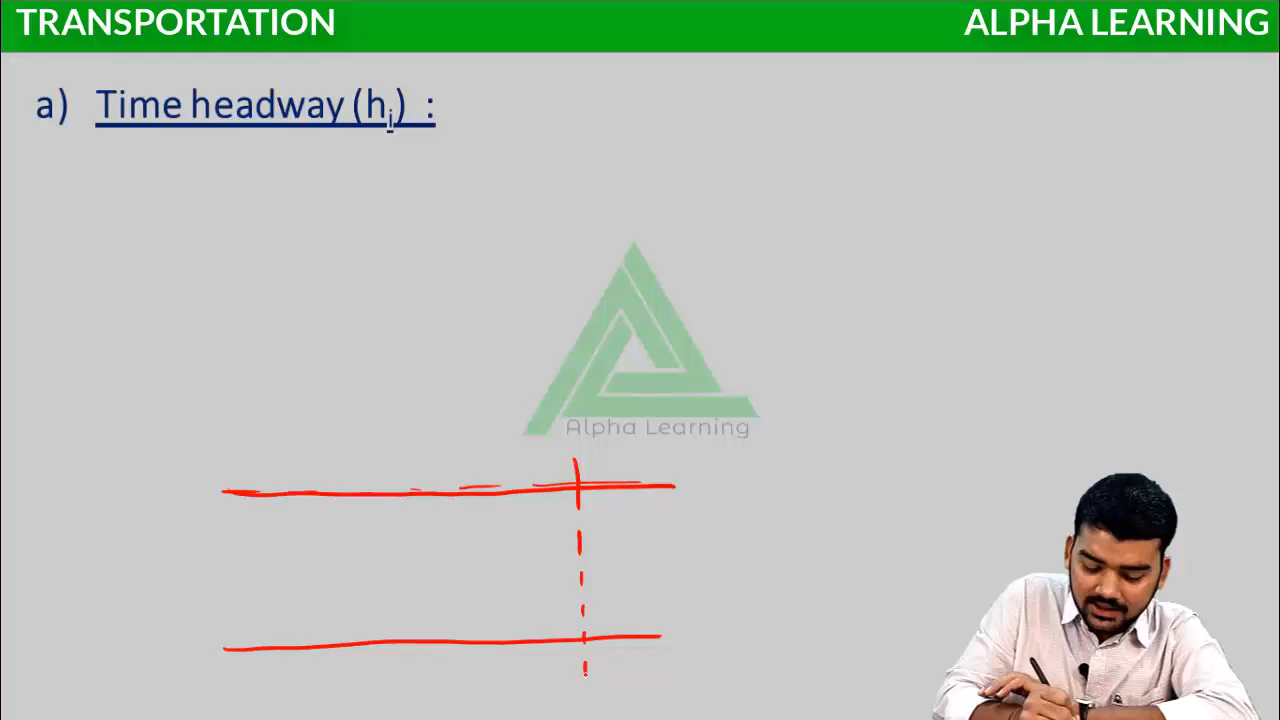 TRANSPORTATION
ALPHA LEARNING
a) Time headway (hᵢ) :
Alpha Learning